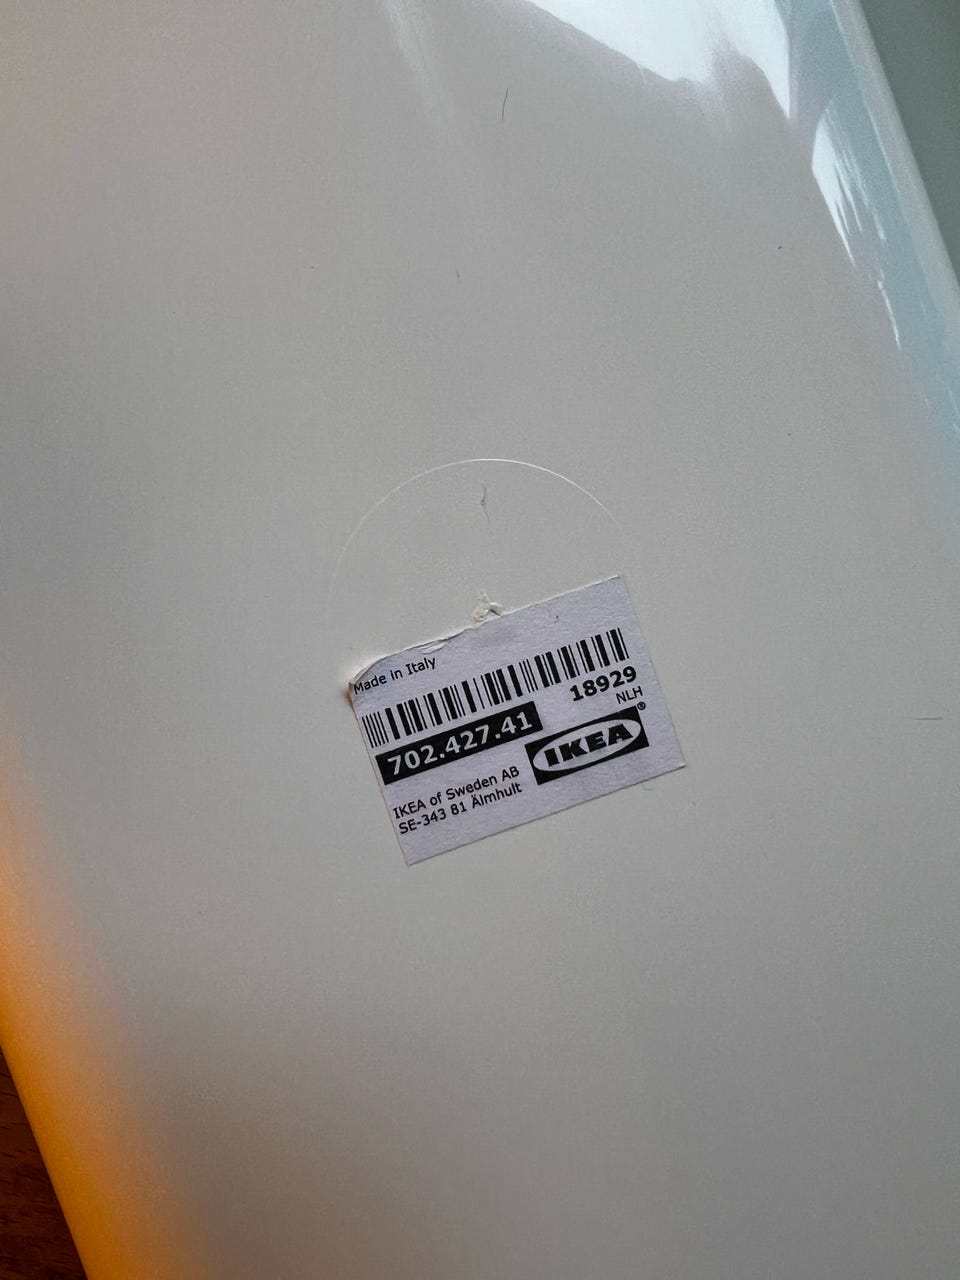 Made in Italy
18929
NLH
702.427.41
IKEA®
IKEA of Sweden AB
SE-343 81 Älmhult